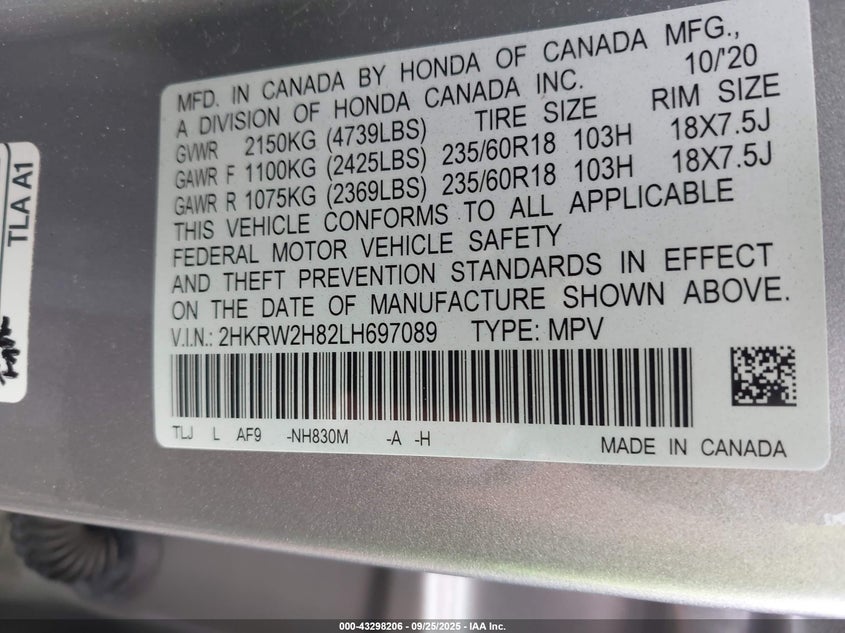 MFD. IN CANADA BY HONDA OF CANADA MFG.,
A DIVISION OF HONDA CANADA INC. 10/'20
GVWR 2150KG (4739LBS) TIRE SIZE RIM SIZE
GAWR F 1100KG (2425LBS) 235/60R18 103H 18X7.5J
GAWR R 1075KG (2369LBS) 235/60R18 103H 18X7.5J
THIS VEHICLE CONFORMS TO ALL APPLICABLE
FEDERAL MOTOR VEHICLE SAFETY
AND THEFT PREVENTION STANDARDS IN EFFECT
ON THE DATE OF MANUFACTURE SHOWN ABOVE.
V.I.N.: 2HKRW2H82LH697089 TYPE: MPV
TLJ L AF9 -NH830M -A -H
MADE IN CANADA
TLA A1
000-43298206 - 09/25/2025 - IAA Inc.